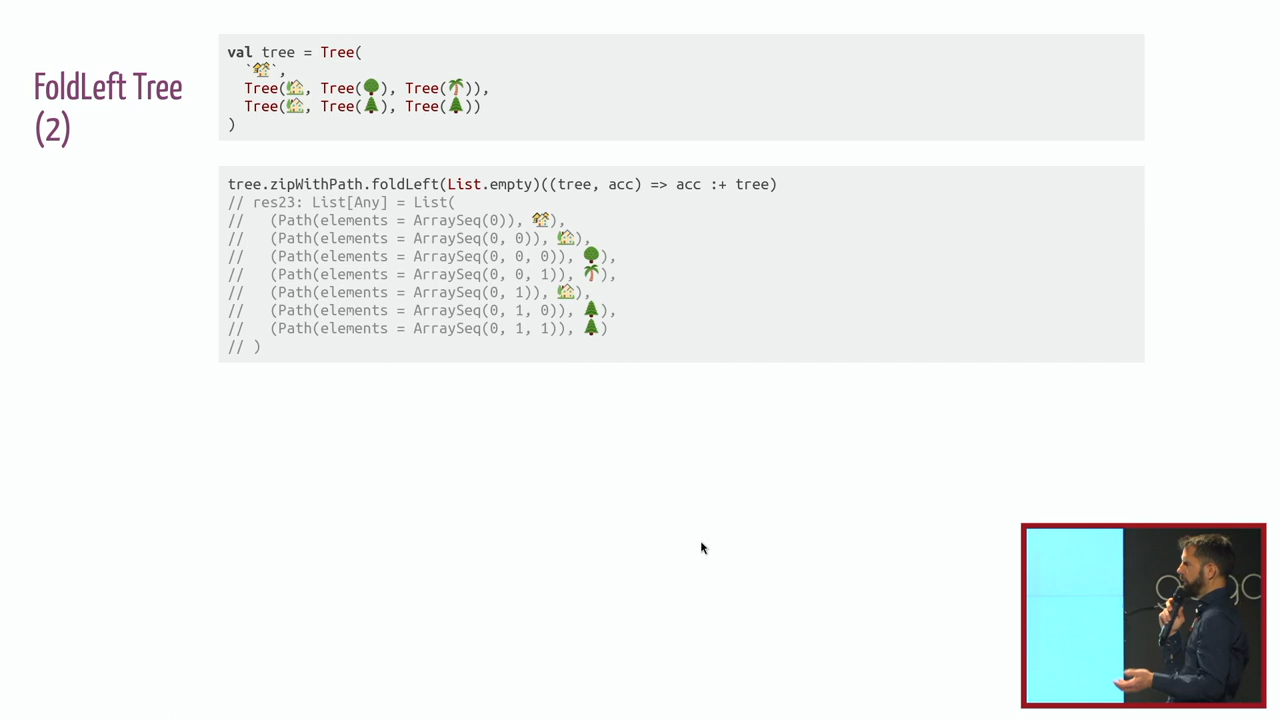 FoldLeft Tree
(2)
val tree = Tree(
  `🏘`,
  Tree(🏡, Tree(🌳), Tree(🌴)),
  Tree(🏡, Tree(🌲), Tree(🌲))
)
tree.zipWithPath.foldLeft(List.empty)((tree, acc) => acc :+ tree)
// res23: List[Any] = List(
//   (Path(elements = ArraySeq(0)), 🏘),
//   (Path(elements = ArraySeq(0, 0)), 🏡),
//   (Path(elements = ArraySeq(0, 0, 0)), 🌳),
//   (Path(elements = ArraySeq(0, 0, 1)), 🌴),
//   (Path(elements = ArraySeq(0, 1)), 🏡),
//   (Path(elements = ArraySeq(0, 1, 0)), 🌲),
//   (Path(elements = ArraySeq(0, 1, 1)), 🌲)
// )